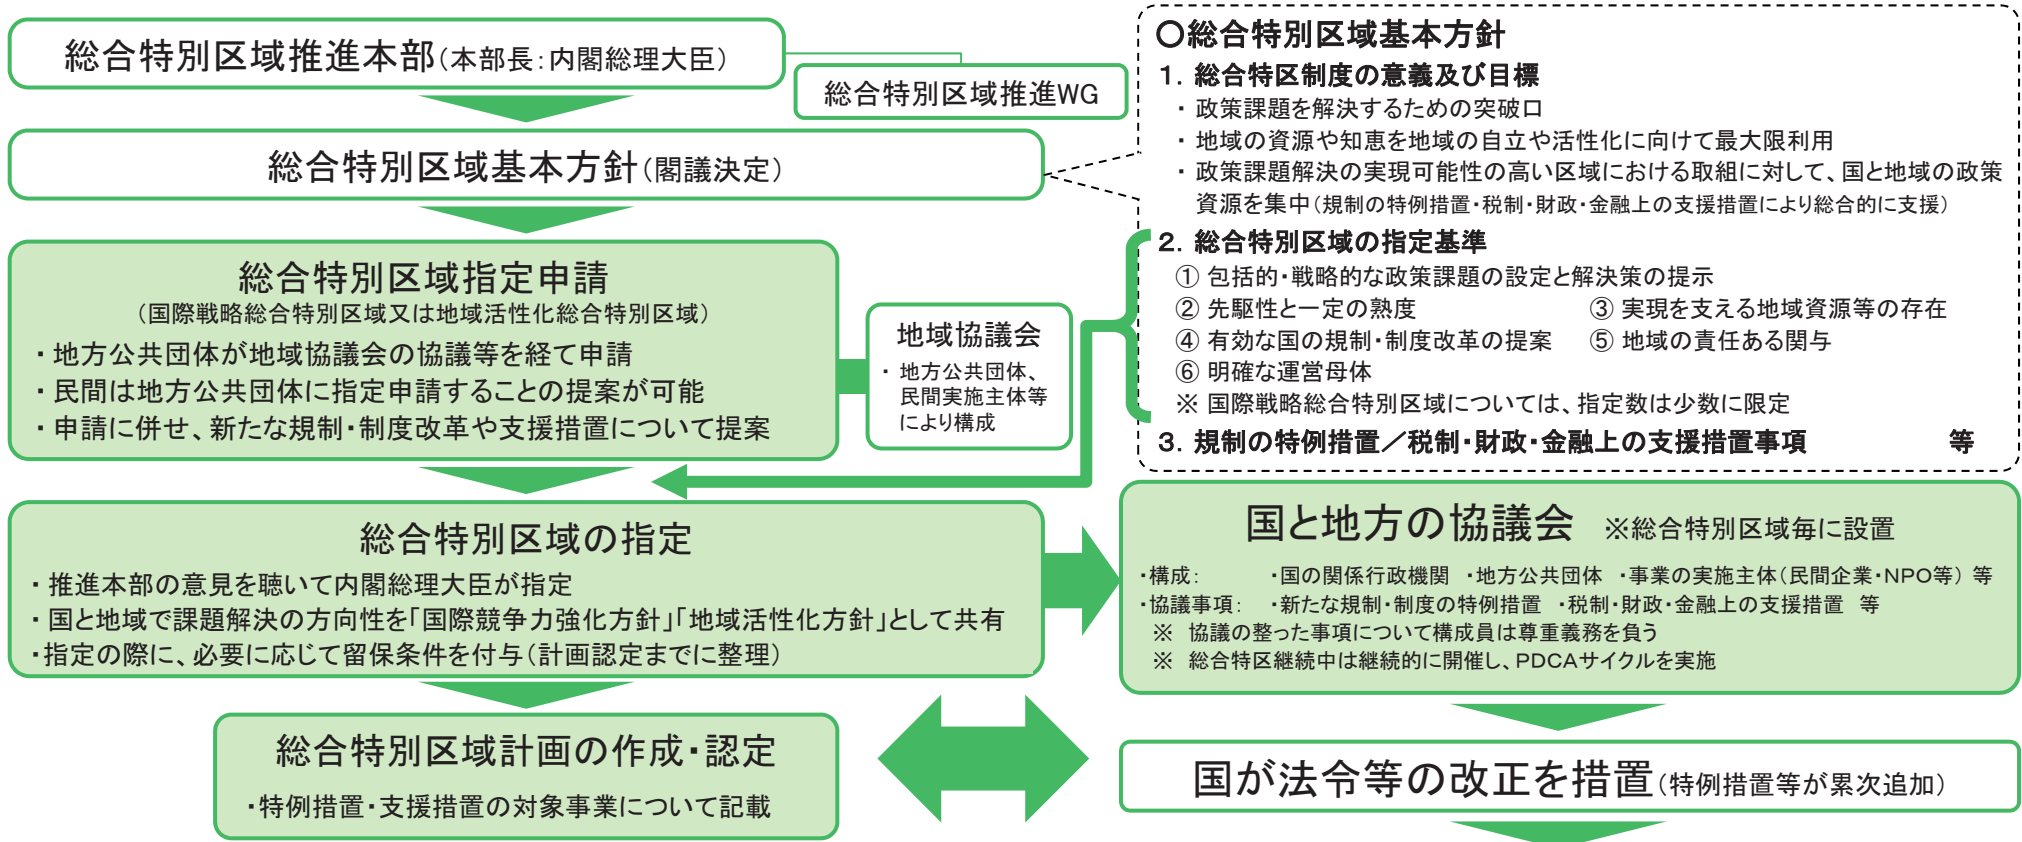 総合特別区域推進本部(本部長:内閣総理大臣)
総合特別区域推進WG
総合特別区域基本方針(閣議決定)
総合特別区域指定申請
(国際戦略総合特別区域又は地域活性化総合特別区域)
・地方公共団体が地域協議会の協議等を経て申請
・民間は地方公共団体に指定申請することの提案が可能
・申請に併せ、新たな規制・制度改革や支援措置について提案
地域協議会
・地方公共団体、
民間実施主体等
により構成
○総合特別区域基本方針
1.総合特区制度の意義及び目標
・政策課題を解決するための突破口
・地域の資源や知恵を地域の自立や活性化に向けて最大限利用
・政策課題解決の実現可能性の高い区域における取組に対して、国と地域の政策
資源を集中(規制の特例措置・税制・財政・金融上の支援措置により総合的に支援)
2.総合特別区域の指定基準
① 包括的・戦略的な政策課題の設定と解決策の提示
② 先駆性と一定の熟度 ③ 実現を支える地域資源等の存在
④ 有効な国の規制・制度改革の提案 ⑤ 地域の責任ある関与
⑥ 明確な運営母体
※ 国際戦略総合特別区域については、指定数は少数に限定
3.規制の特例措置/税制・財政・金融上の支援措置事項 等
総合特別区域の指定
・推進本部の意見を聴いて内閣総理大臣が指定
・国と地域で課題解決の方向性を「国際競争力強化方針」「地域活性化方針」として共有
・指定の際に、必要に応じて留保条件を付与(計画認定までに整理)
国と地方の協議会 ※総合特別区域毎に設置
・構成: ・国の関係行政機関 ・地方公共団体 ・事業の実施主体(民間企業・NPO等) 等
・協議事項: ・新たな規制・制度の特例措置 ・税制・財政・金融上の支援措置 等
※ 協議の整った事項について構成員は尊重義務を負う
※ 総合特区継続中は継続的に開催し、PDCAサイクルを実施
総合特別区域計画の作成・認定
・特例措置・支援措置の対象事業について記載
国が法令等の改正を措置(特例措置等が累次追加)